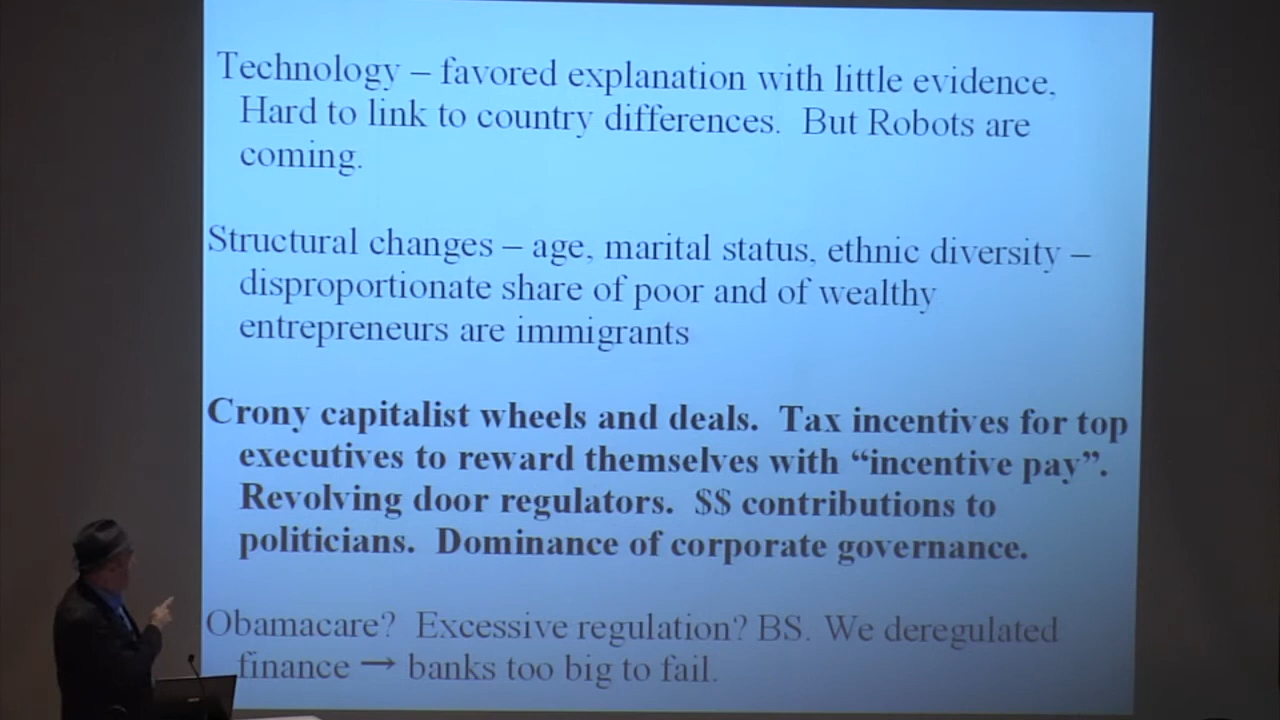 Technology – favored explanation with little evidence,
Hard to link to country differences.  But Robots are
coming.
Structural changes – age, marital status, ethnic diversity –
disproportionate share of poor and of wealthy
entrepreneurs are immigrants
Crony capitalist wheels and deals.  Tax incentives for top
executives to reward themselves with “incentive pay”.
Revolving door regulators.  $$ contributions to
politicians.  Dominance of corporate governance.
Obamacare?  Excessive regulation? BS.  We deregulated
finance → banks too big to fail.